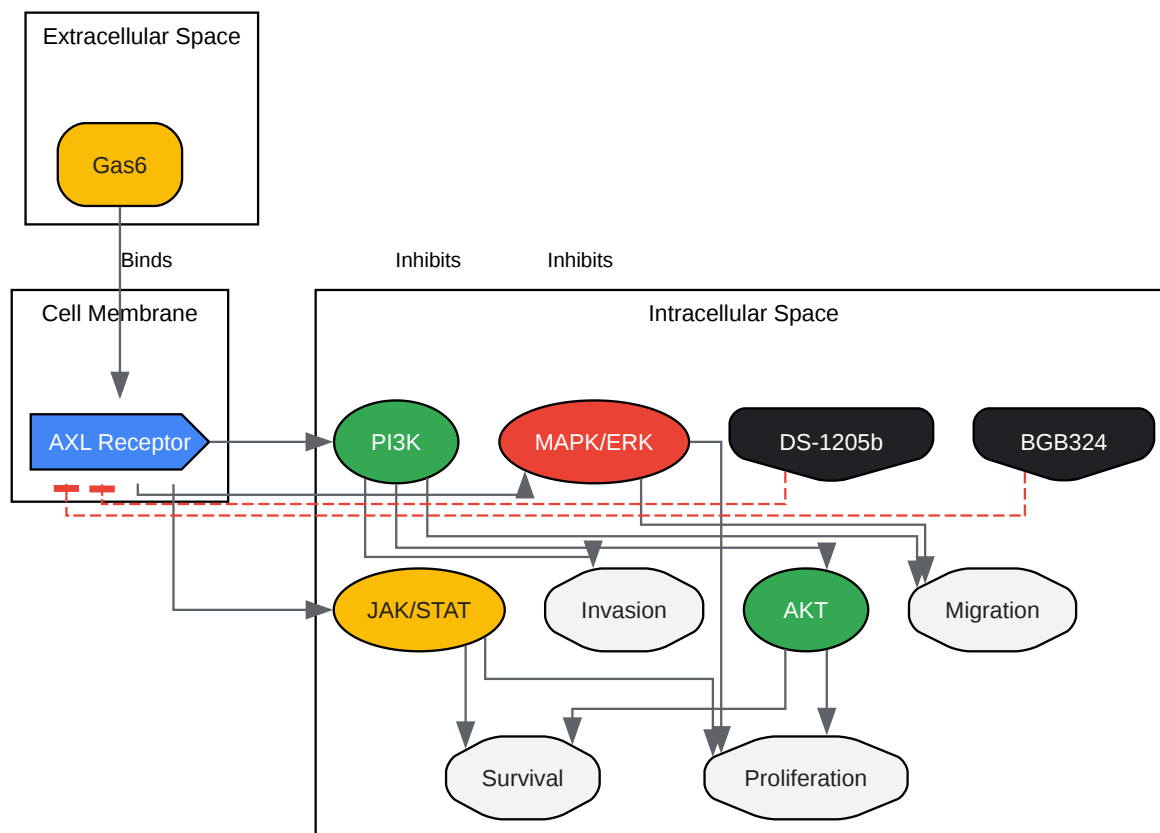 Extracellular Space
Gas6
Binds
Inhibits
Inhibits
Cell Membrane
Intracellular Space
AXL Receptor
PI3K
MAPK/ERK
DS-1205b
BGB324
JAK/STAT
Invasion
AKT
Migration
Survival
Proliferation